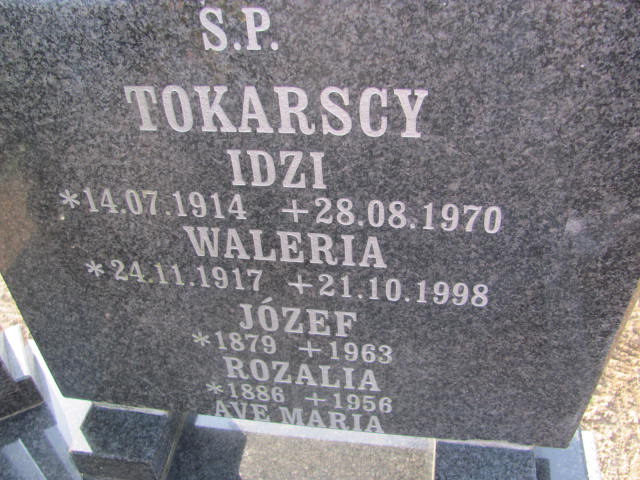 S.P.
TOKARSCY
IDZI
*14.07.1914 +28.08.1970
WALERIA
*24.11.1917 +21.10.1998
JÓZEF
*1879 +1963
ROZALIA
*1886 +1956
AVE MARIA